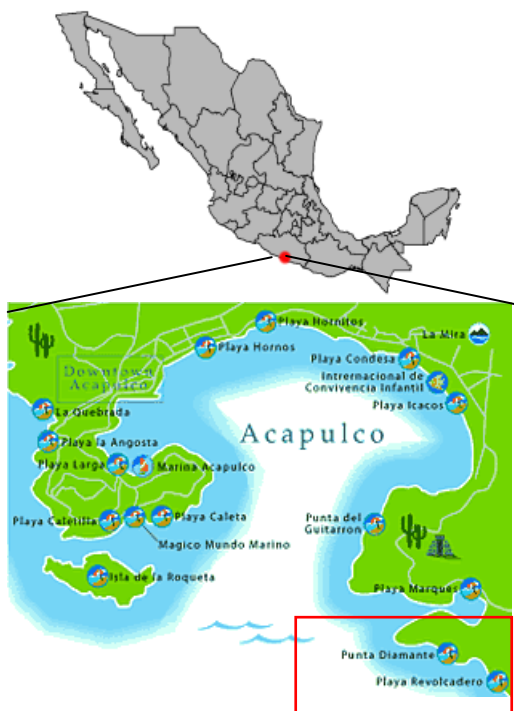 Playa Hornitos
La Mira
Playa Hornos
Playa Condesa
Downtown
Acapulco
Intrernacional de
Convivencia Infantil
Playa Icacos
La Quebrada
Acapulco
Playa la Angosta
Playa Larga
Marina Acapulco
Playa Caletilla
Playa Caleta
Punta del
Guitarron
Magico Mundo Marino
Isla de la Roqueta
Playa Marques
Punta Diamante
Playa Revolcadero